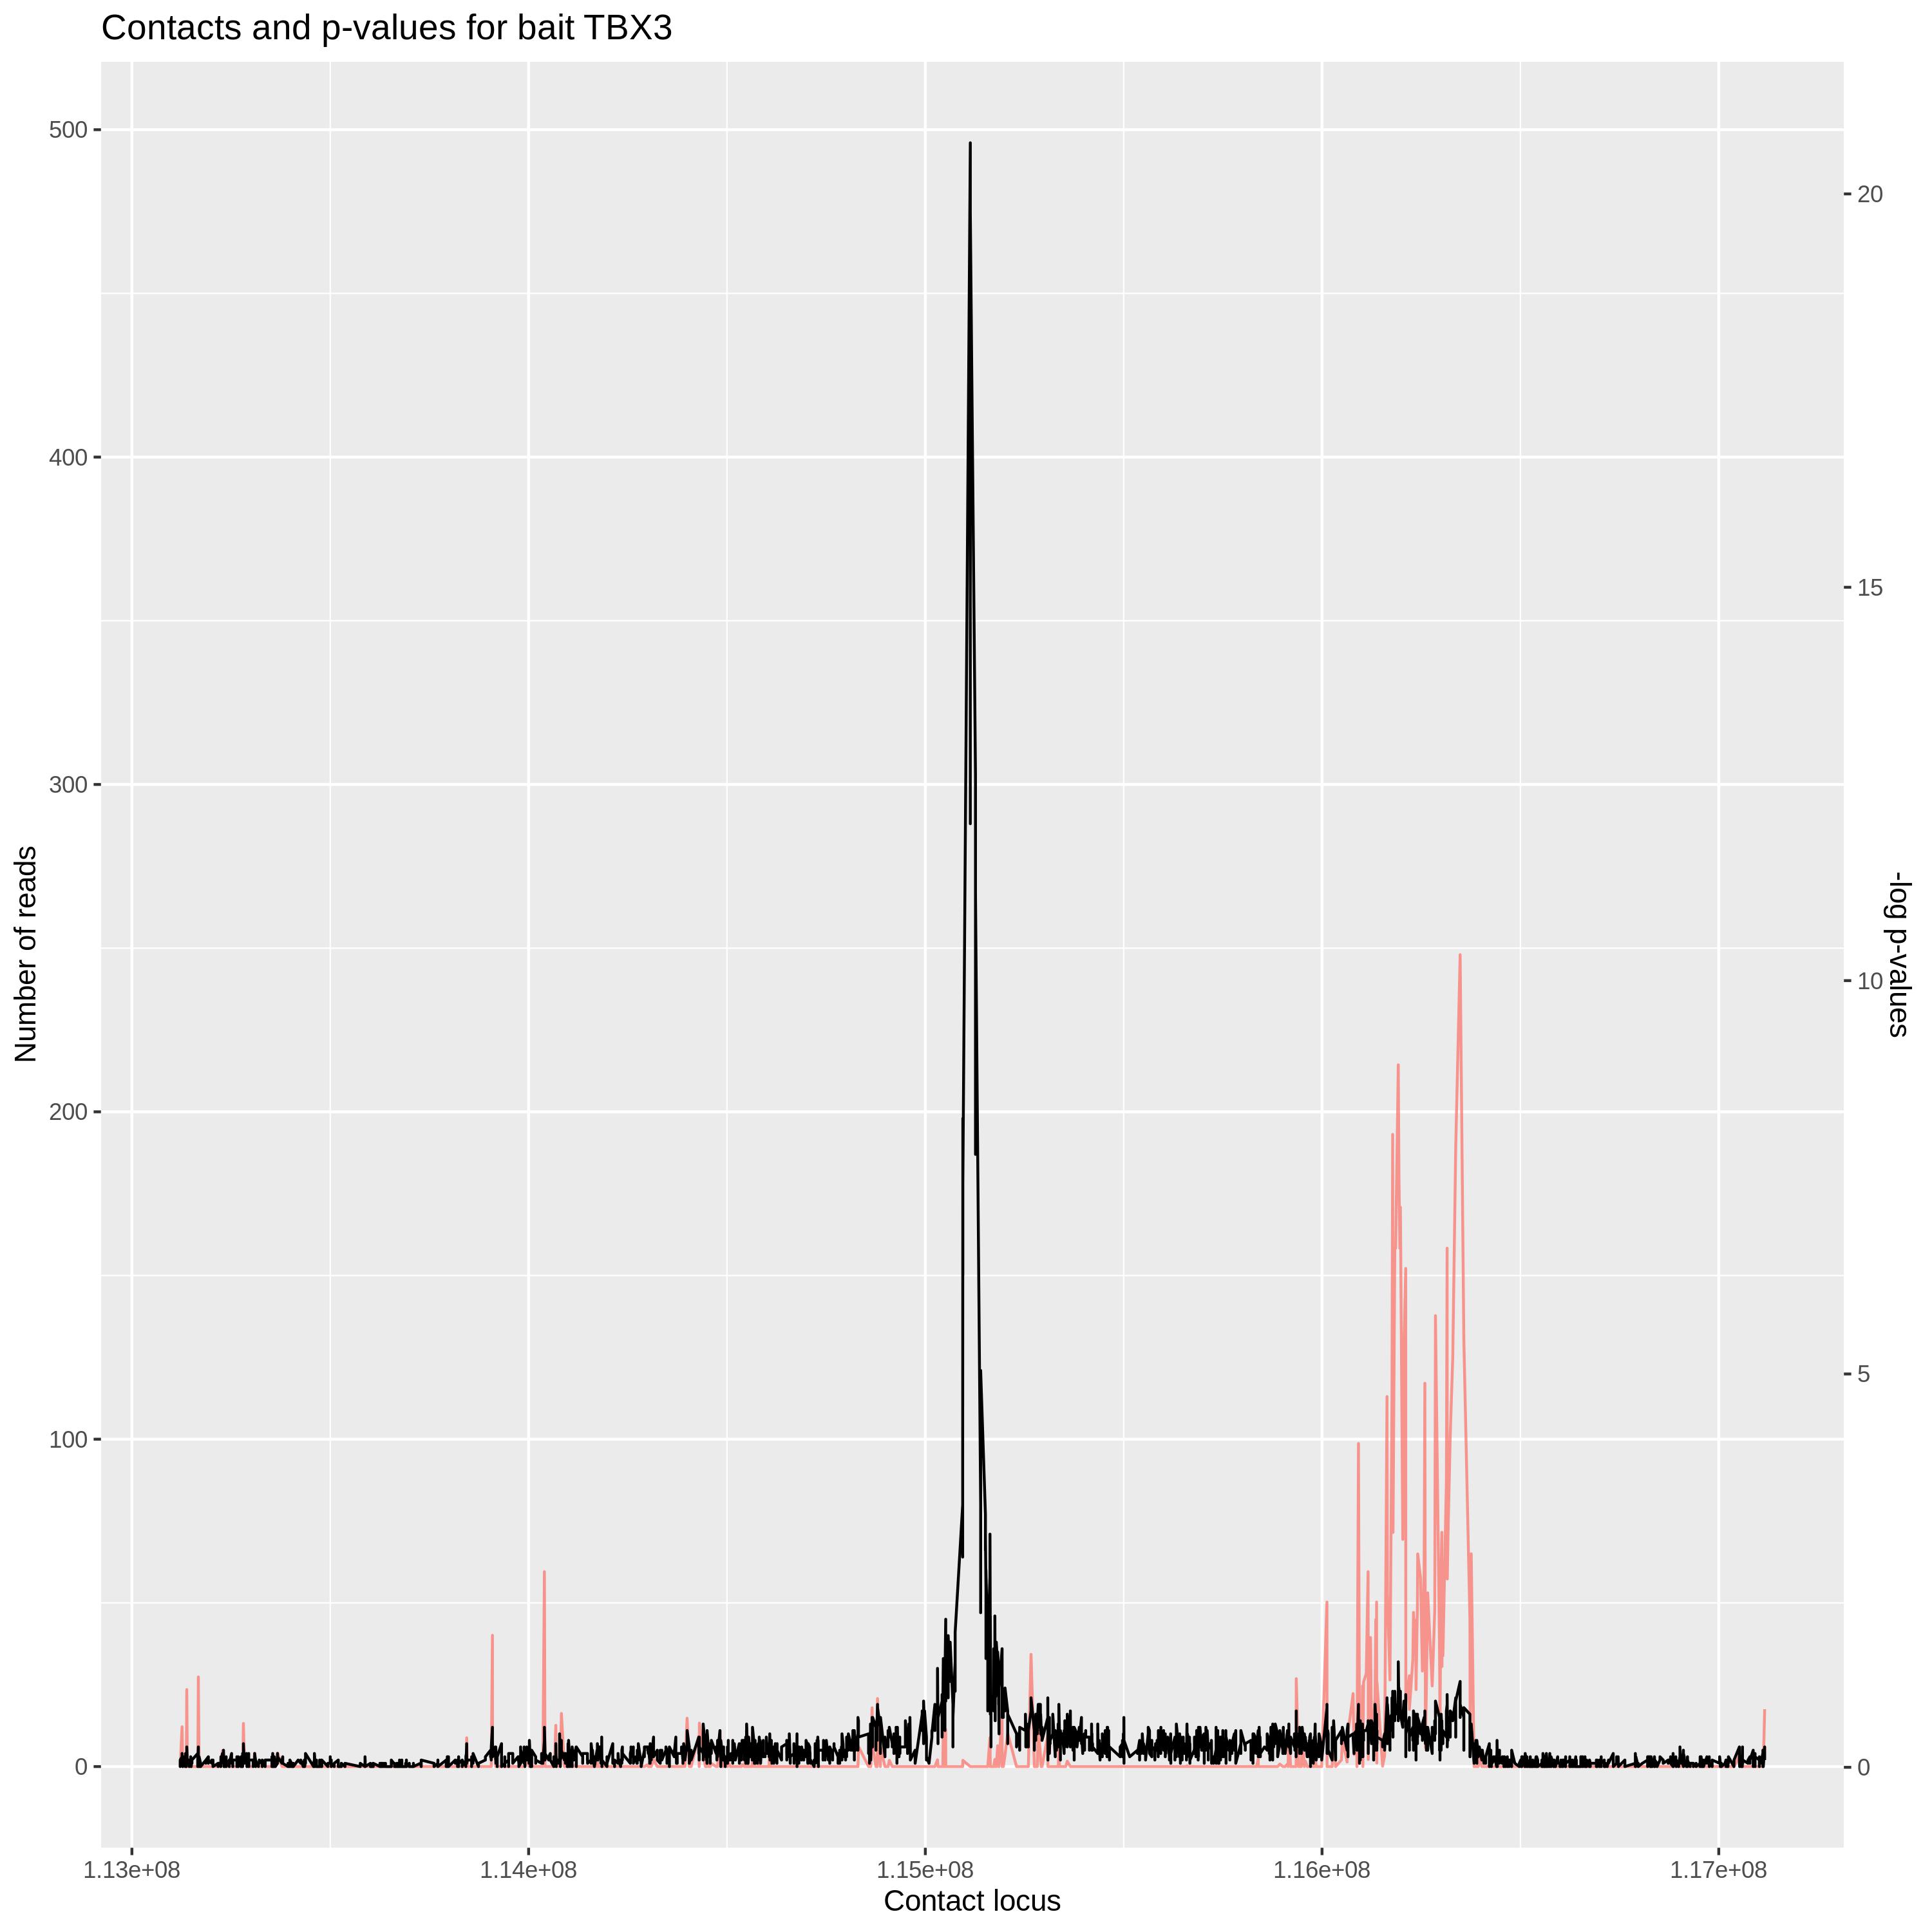 Contacts and p-values for bait TBX3
500
400
300
200
100
0
Number of reads
20
15
10
5
0
-log p-values
1.13e+08
1.14e+08
1.15e+08
1.16e+08
1.17e+08
Contact locus